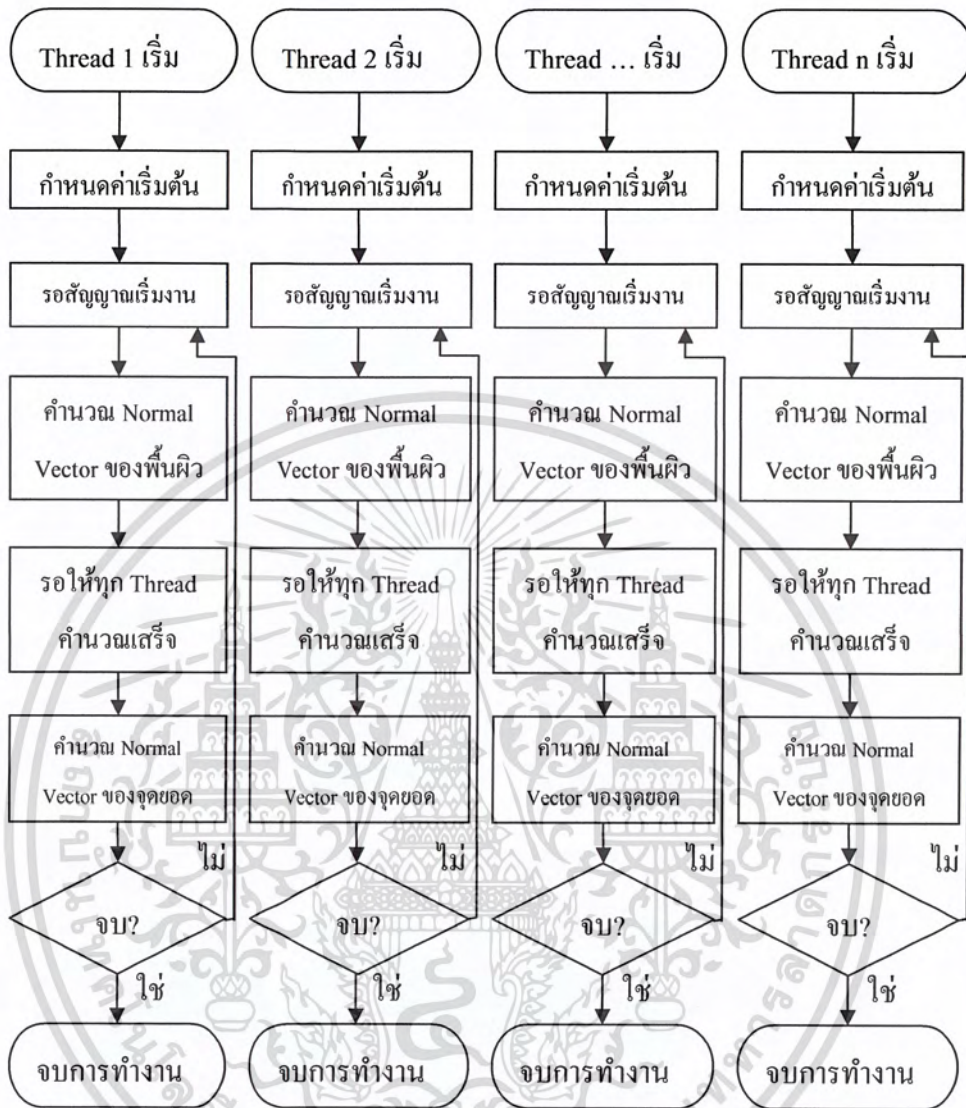 Thread 1 เริ่ม
Thread 2 เริ่ม
Thread ... เริ่ม
Thread n เริ่ม
กำหนดค่าเริ่มต้น
กำหนดค่าเริ่มต้น
กำหนดค่าเริ่มต้น
กำหนดค่าเริ่มต้น
รอสัญญาณเริ่มงาน
รอสัญญาณเริ่มงาน
รอสัญญาณเริ่มงาน
รอสัญญาณเริ่มงาน
คำนวณ Normal
Vector ของพื้นผิว
คำนวณ Normal
Vector ของพื้นผิว
คำนวณ Normal
Vector ของพื้นผิว
คำนวณ Normal
Vector ของพื้นผิว
รอให้ทุก Thread
คำนวณเสร็จ
รอให้ทุก Thread
คำนวณเสร็จ
รอให้ทุก Thread
คำนวณเสร็จ
รอให้ทุก Thread
คำนวณเสร็จ
คำนวณ Normal
Vector ของจุดยอด
คำนวณ Normal
Vector ของจุดยอด
คำนวณ Normal
Vector ของจุดยอด
คำนวณ Normal
Vector ของจุดยอด
ไม่
ไม่
ไม่
ไม่
จบ?
จบ?
จบ?
จบ?
ใช่
ใช่
ใช่
ใช่
จบการทำงาน
จบการทำงาน
จบการทำงาน
จบการทำงาน